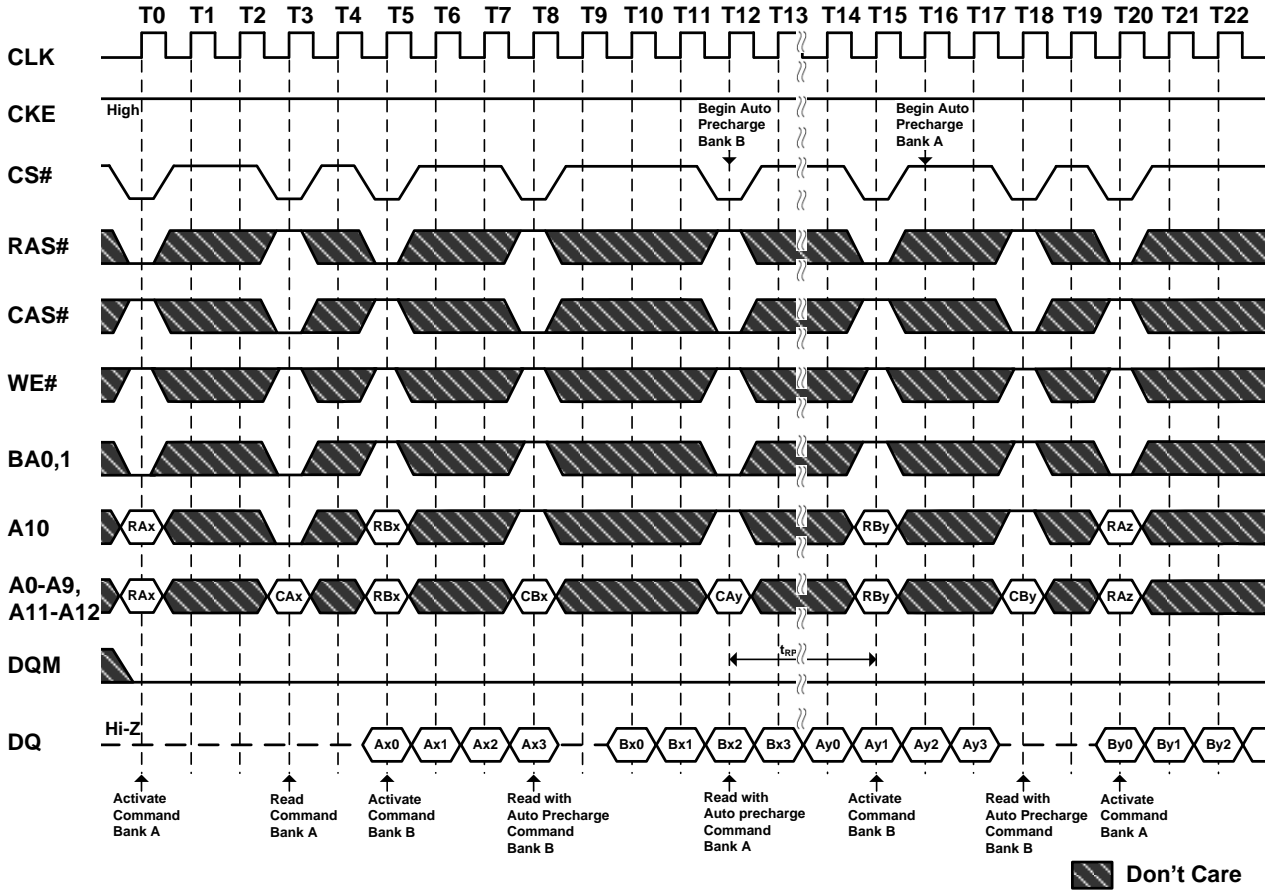 T0 T1 T2 T3 T4 T5 T6 T7 T8 T9 T10 T11 T12 T13 T14 T15 T16 T17 T18 T19 T20 T21 T22
CLK
CKE
High
Begin Auto
Precharge
Bank B
Begin Auto
Precharge
Bank A
CS#
RAS#
CAS#
WE#
BA0,1
A10
RAx RBx RBy RAz
A0-A9,
A11-A12
RAx CAx RBx CBx CAy RBy CBy RAz
DQM
tRP
DQ
Hi-Z
Ax0 Ax1 Ax2 Ax3 Bx0 Bx1 Bx2 Bx3 Ay0 Ay1 Ay2 Ay3 By0 By1 By2
Activate
Command
Bank A
Read
Command
Bank A
Activate
Command
Bank B
Read with
Auto Precharge
Command
Bank B
Read with
Auto precharge
Command
Bank A
Activate
Command
Bank B
Read with
Auto Precharge
Command
Bank B
Activate
Command
Bank A
Don't Care